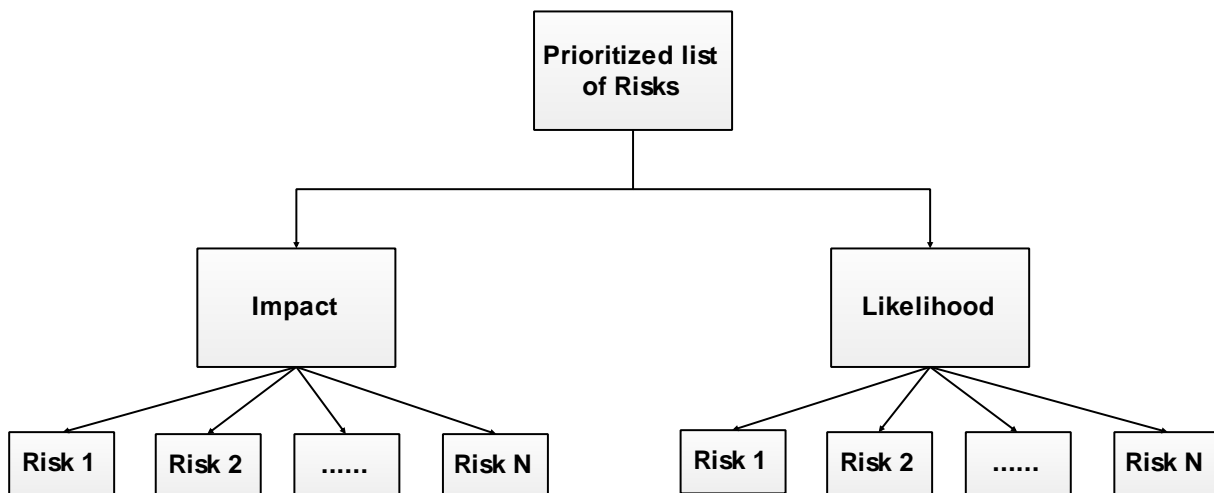 Prioritized list
of Risks
Impact
Likelihood
Risk 1
Risk 2
......
Risk N
Risk 1
Risk 2
......
Risk N